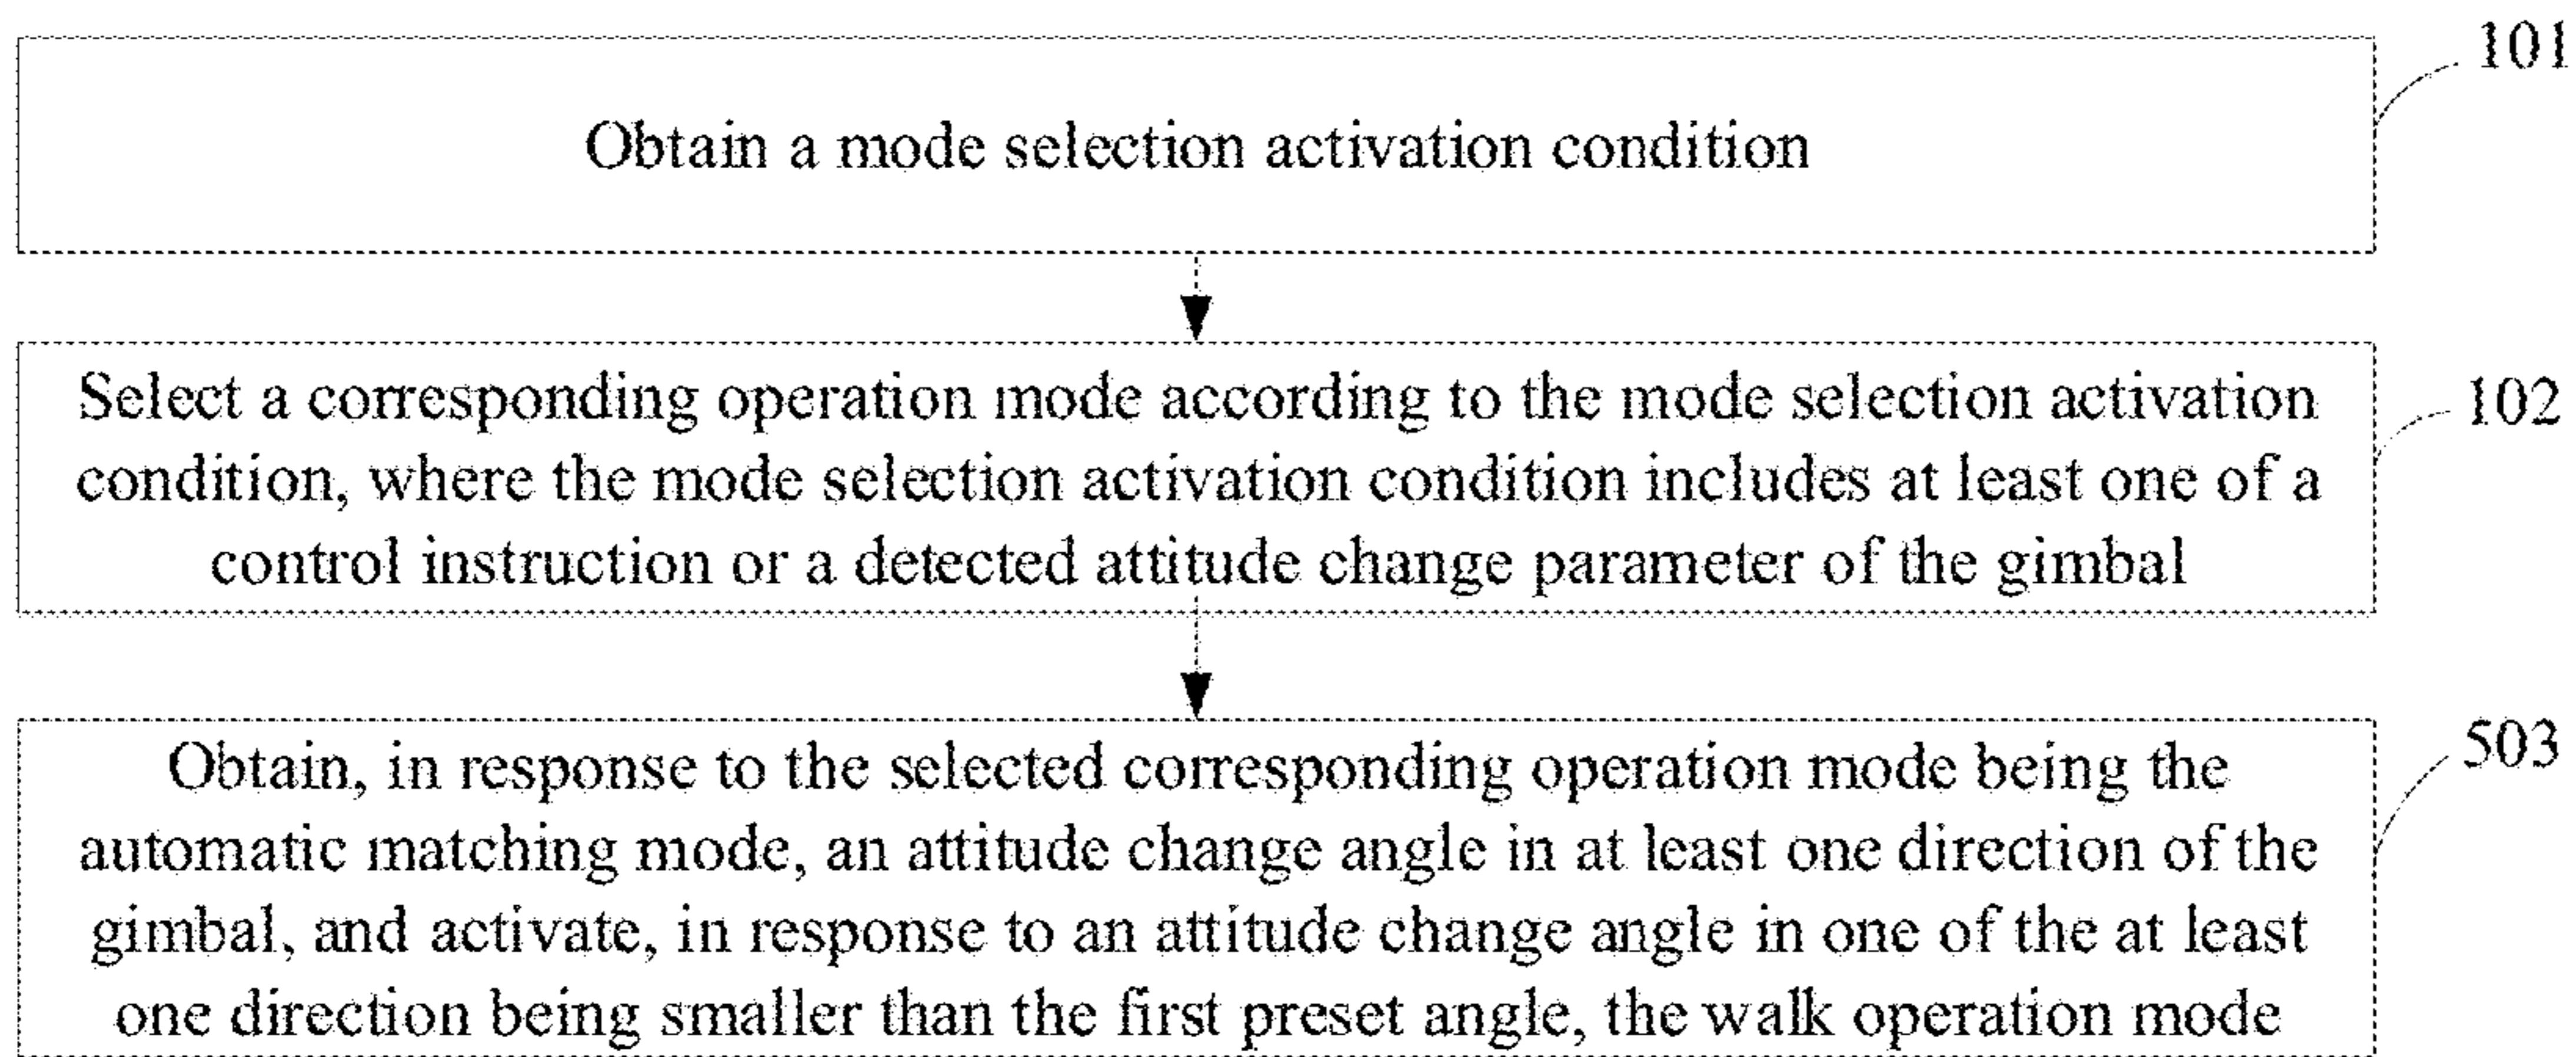 101
Obtain a mode selection activation condition
Select a corresponding operation mode according to the mode selection activation
102
condition, where the mode selection activation condition includes at least one of a
control instruction or a detected attitude change parameter of the gimbal
503
Obtain, in response to the selected corresponding operation mode being the
automatic matching mode, an attitude change angle in at least one direction of the
gimbal, and activate, in response to an attitude change angle in one of the at least
one direction being smaller than the first preset angle, the walk operation mode